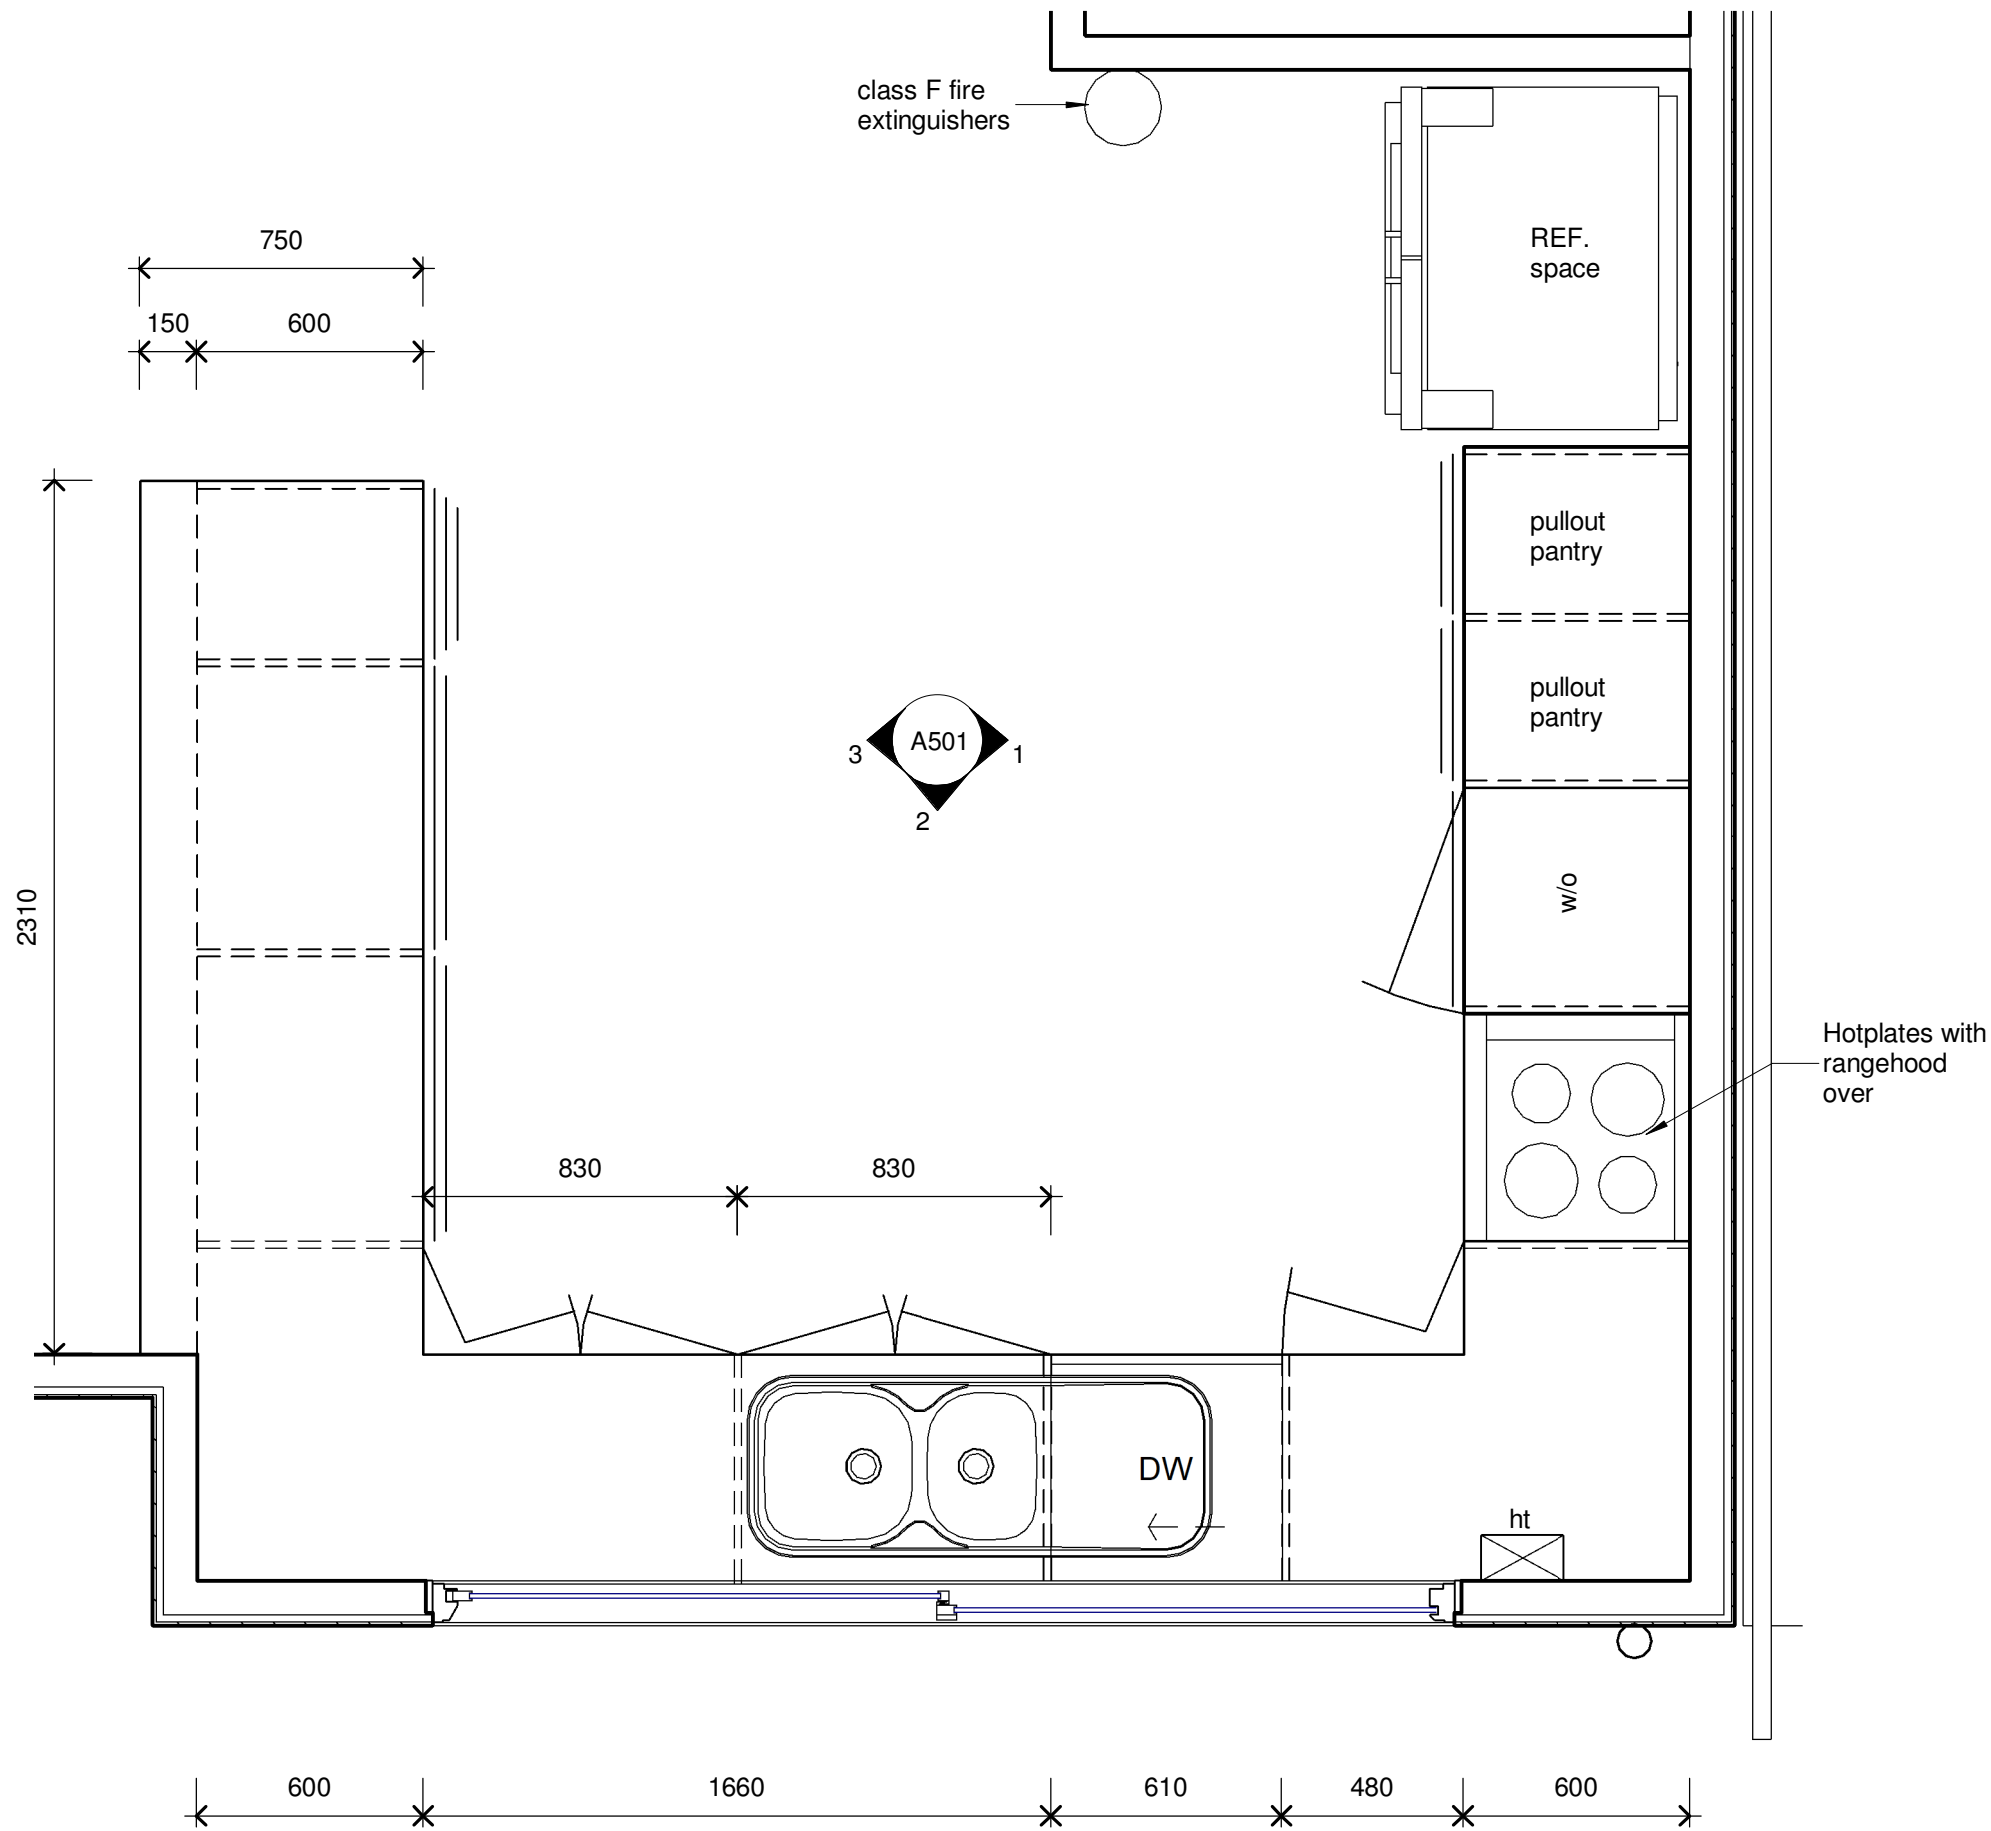 class F fire
extinguishers
REF.
space
750
150
600
pullout
pantry
pullout
pantry
A501
3
1
2
w/o
2310
Hotplates with
rangehood
over
830
830
DW
ht
600
1660
610
480
600